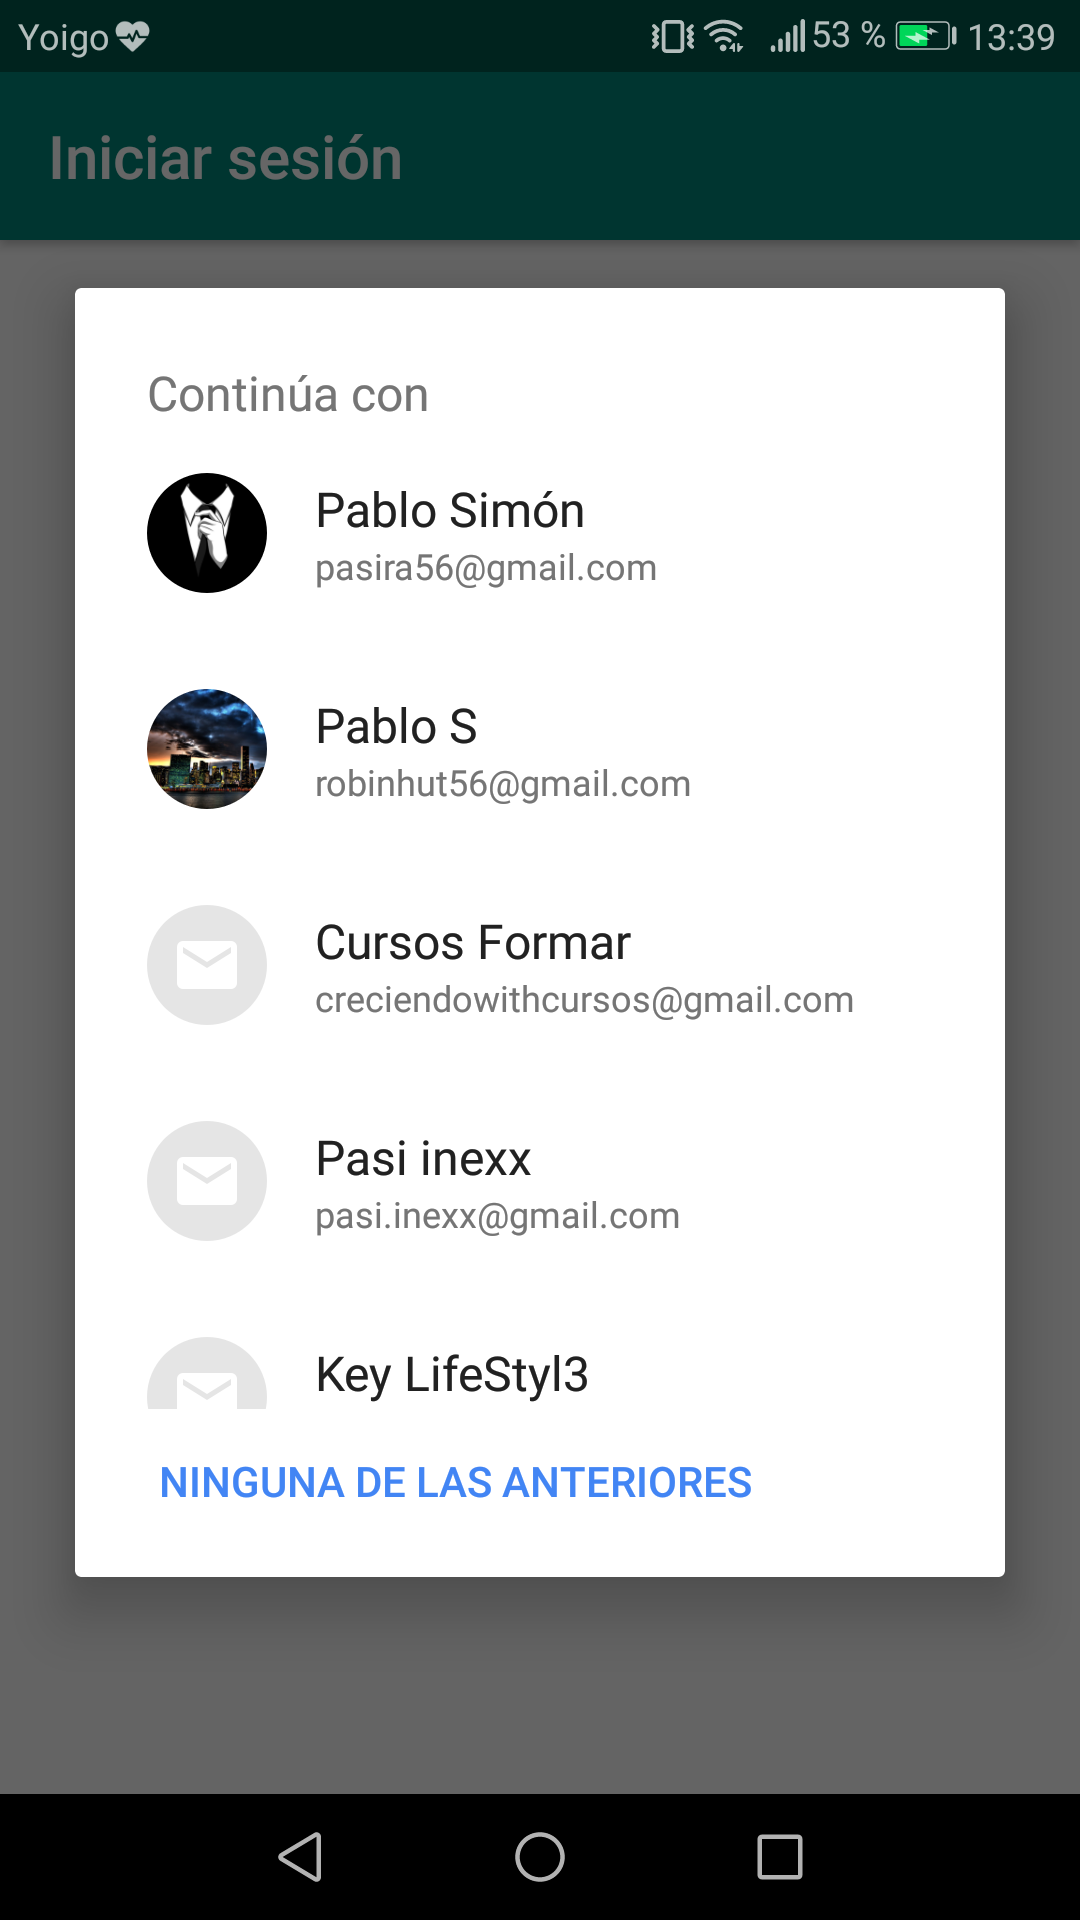 Yoigo 53 % 13:39
Iniciar sesión
Continúa con
Pablo Simón
pasira56@gmail.com
Pablo S
robinhut56@gmail.com
Cursos Formar
creciendowithcursos@gmail.com
Pasi inexx
pasi.inexx@gmail.com
Key LifeStyl3
NINGUNA DE LAS ANTERIORES